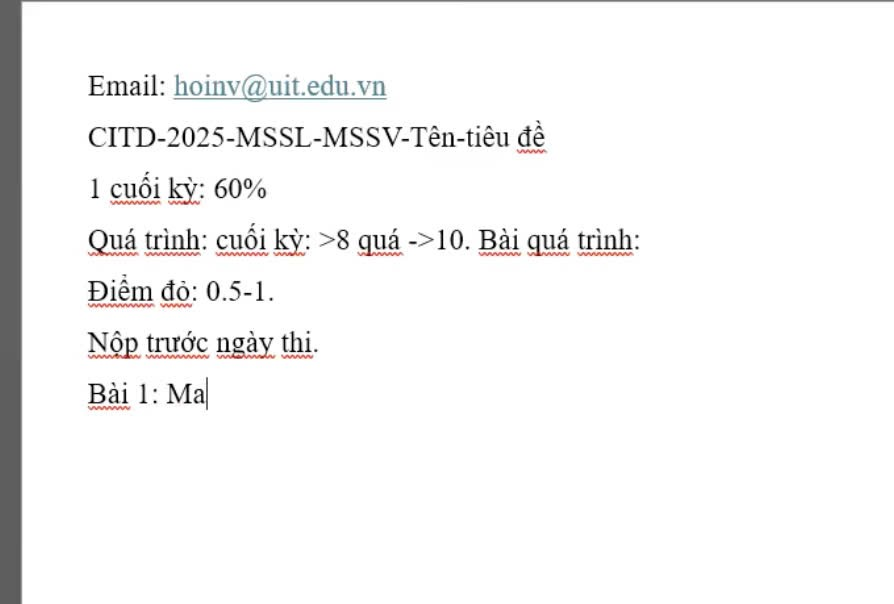 Email: hoinv@uit.edu.vn
CITD-2025-MSSL-MSSV-Tên-tiêu đề
1 cuối kỳ: 60%
Quá trình: cuối kỳ: >8 quá ->10. Bài quá trình:
Điểm đỏ: 0.5-1.
Nộp trước ngày thi.
Bài 1: Ma